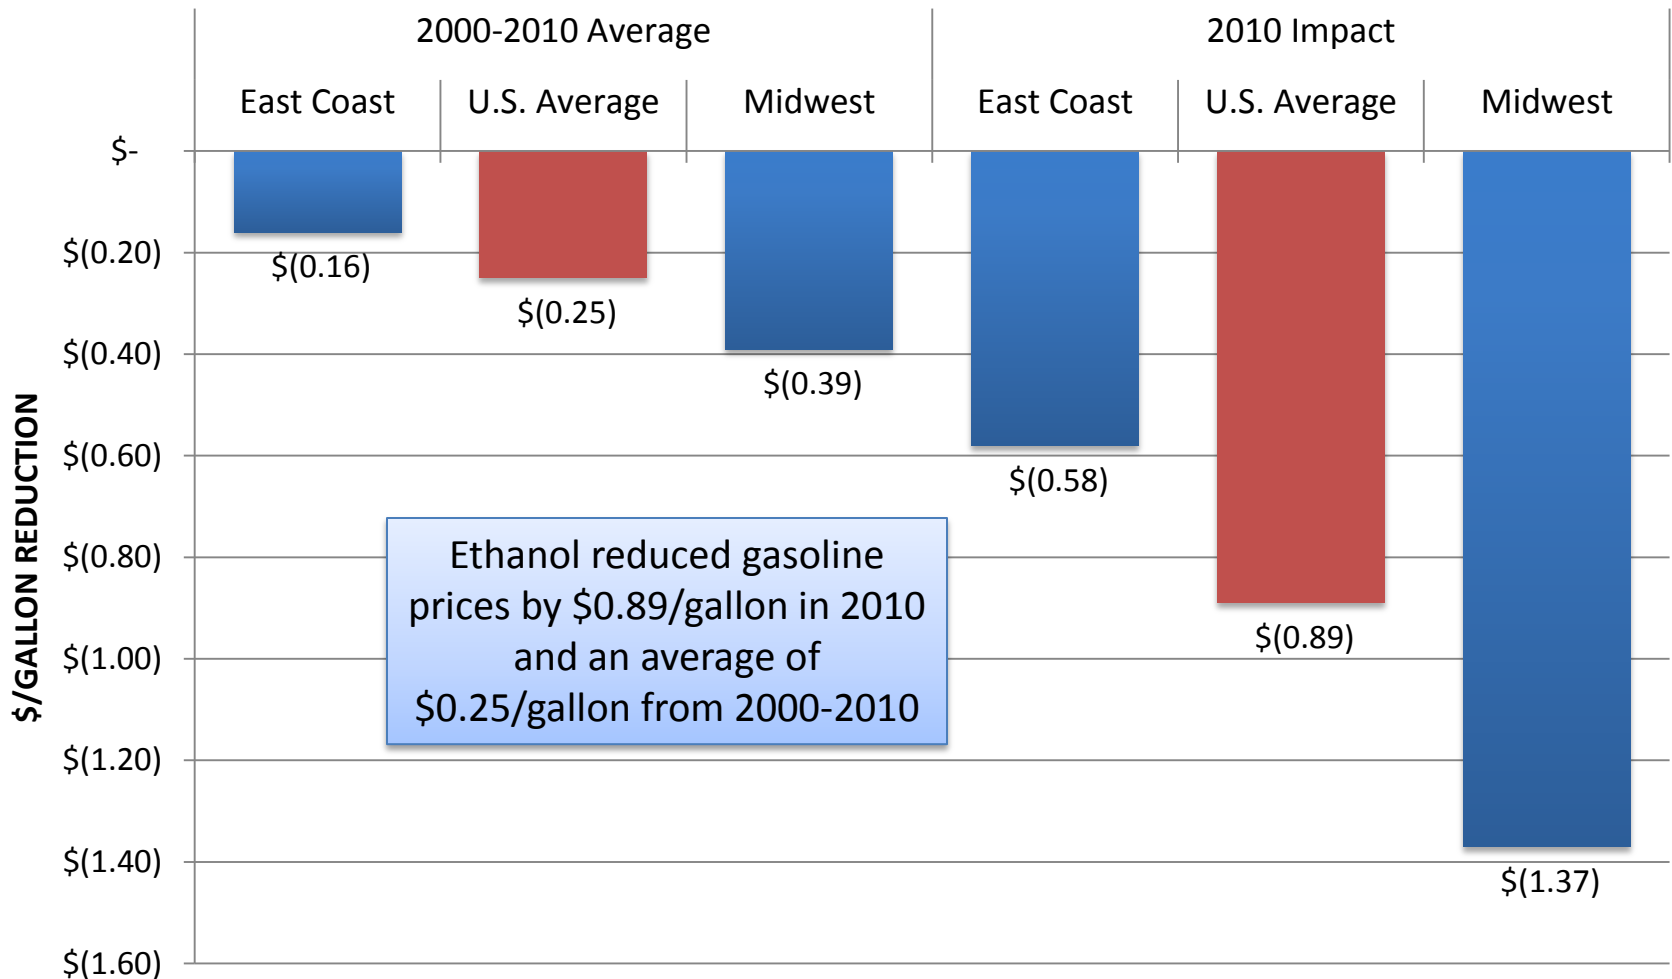 2000-2010 Average 2010 Impact
East Coast U.S. Average Midwest East Coast U.S. Average Midwest
$-
$(0.20)
$(0.40)
$(0.60)
$(0.80)
$(1.00)
$(1.20)
$(1.40)
$(1.60)
$/GALLON REDUCTION
$(0.16)
$(0.25)
$(0.39)
$(0.58)
$(0.89)
$(1.37)
Ethanol reduced gasoline
prices by $0.89/gallon in 2010
and an average of
$0.25/gallon from 2000-2010